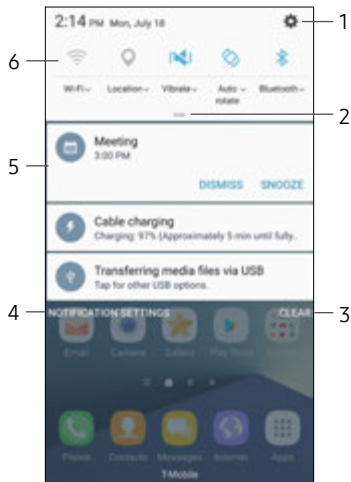 2:14 PM Mon, July 18
1
6
Wi-Fi Location Vibrate Auto Bluetooth
rotate
2
5
Meeting
3:00 PM
DISMISS SNOOZE
Cable charging
Charging: 97% (Approximately 5 min until fully.
Transferring media files via USB
Tap for other USB options.
4
NOTIFICATION SETTINGS CLEAR
3
Email Camera Gallery Play Store
Phone Contacts Messages Internet Apps
T-Mobile